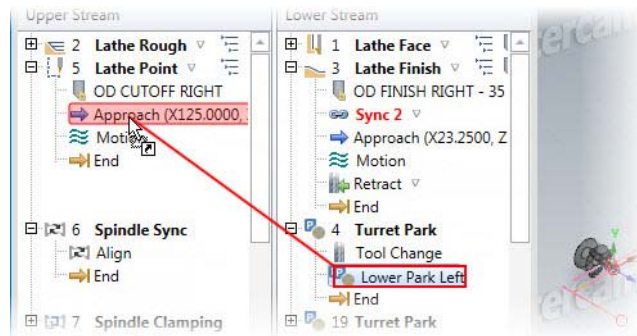 Upper Stream
2 Lathe Rough
5 Lathe Point
OD CUTOFF RIGHT
Approach (X125.0000,
Motion
End
6 Spindle Sync
Align
End
7 Spindle Clamping
Lower Stream
1 Lathe Face
3 Lathe Finish
OD FINISH RIGHT - 35
Sync 2
Approach (X23.2500, Z
Motion
Retract
End
4 Turret Park
Tool Change
Lower Park Left
End
19 Turret Park